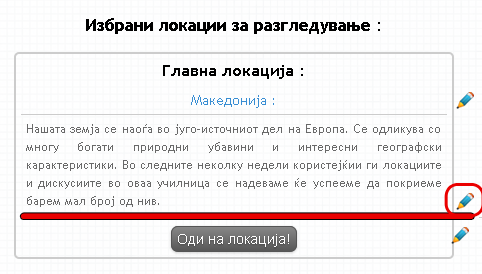 Избрани локации за разгледување :
Главна локација :
Македонија :
Нашата земја се наоѓа во југо-источниот дел на Европа. Се одликува со
многу богати природни убавини и интересни географски
карактеристики. Во следните неколку недели користејќии ги локациите
и дискусиите во оваа училница се надеваме ќе успееме да покриеме
барем мал број од нив.
Оди на локација!